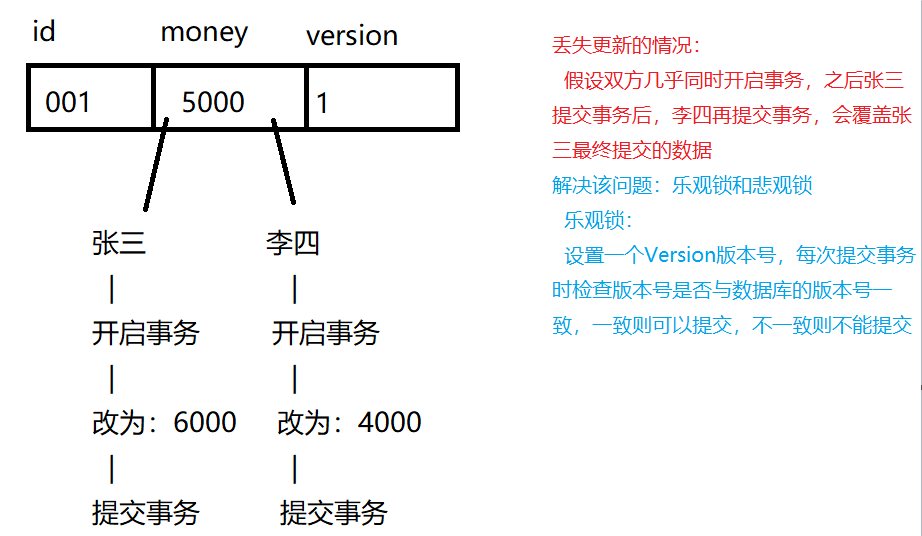 id money version
001 5000 1
张三 李四
| |
开启事务 开启事务
| |
改为：6000 改为：4000
| |
提交事务 提交事务
丢失更新的情况：
假设双方几乎同时开启事务，之后张三
提交事务后，李四再提交事务，会覆盖张
三最终提交的数据
解决该问题：乐观锁和悲观锁
乐观锁：
设置一个Version版本号，每次提交事务
时检查版本号是否与数据库的版本号一
致，一致则可以提交，不一致则不能提交